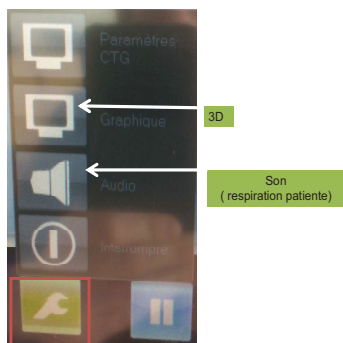 Paramètres
CTG
Graphique
3D
Audio
Son
( respiration patiente)
Interrompre